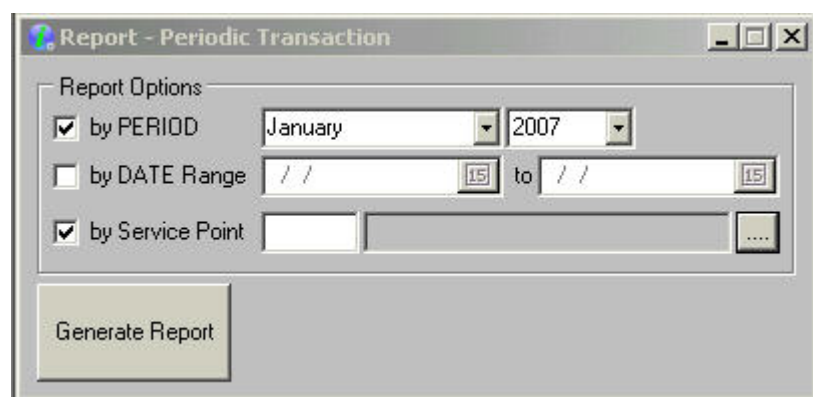 Report - Periodic Transaction
Report Options
by PERIOD January 2007
by DATE Range / / 15 to / / 15
by Service Point ....
Generate Report